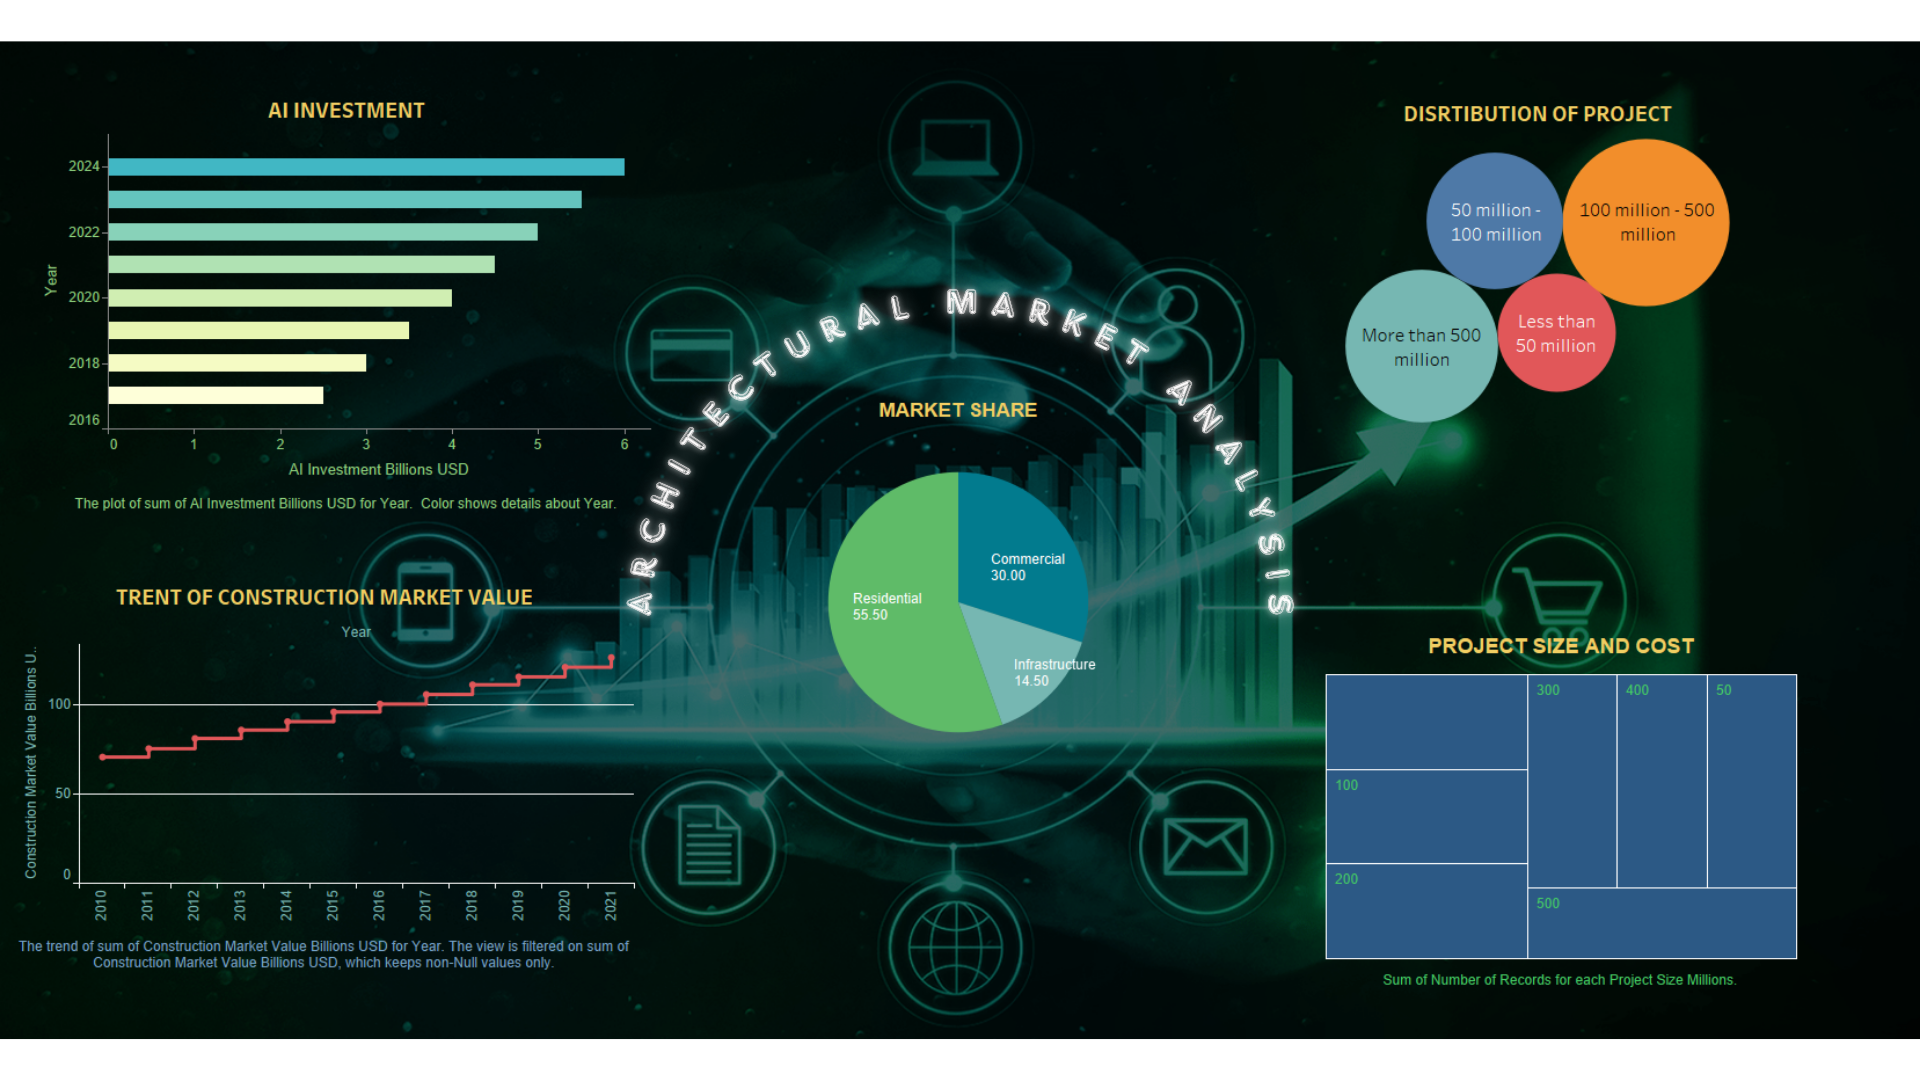 AI INVESTMENT
2024
2022
2020
2018
2016
Year
0 1 2 3 4 5 6
AI Investment Billions USD
The plot of sum of AI Investment Billions USD for Year. Color shows details about Year.
TRENT OF CONSTRUCTION MARKET VALUE
Year
Construction Market Value Billions U..
100
50
0
2010 2011 2012 2013 2014 2015 2016 2017 2018 2019 2020 2021
The trend of sum of Construction Market Value Billions USD for Year. The view is filtered on sum of
Construction Market Value Billions USD, which keeps non-Null values only.
ARCHITECTURAL MARKET ANALYSIS
MARKET SHARE
Commercial
30.00
Residential
55.50
Infrastructure
14.50
DISRTIBUTION OF PROJECT
50 million -
100 million
100 million - 500
million
More than 500
million
Less than
50 million
PROJECT SIZE AND COST
300 400 50
100
200
500
Sum of Number of Records for each Project Size Millions.